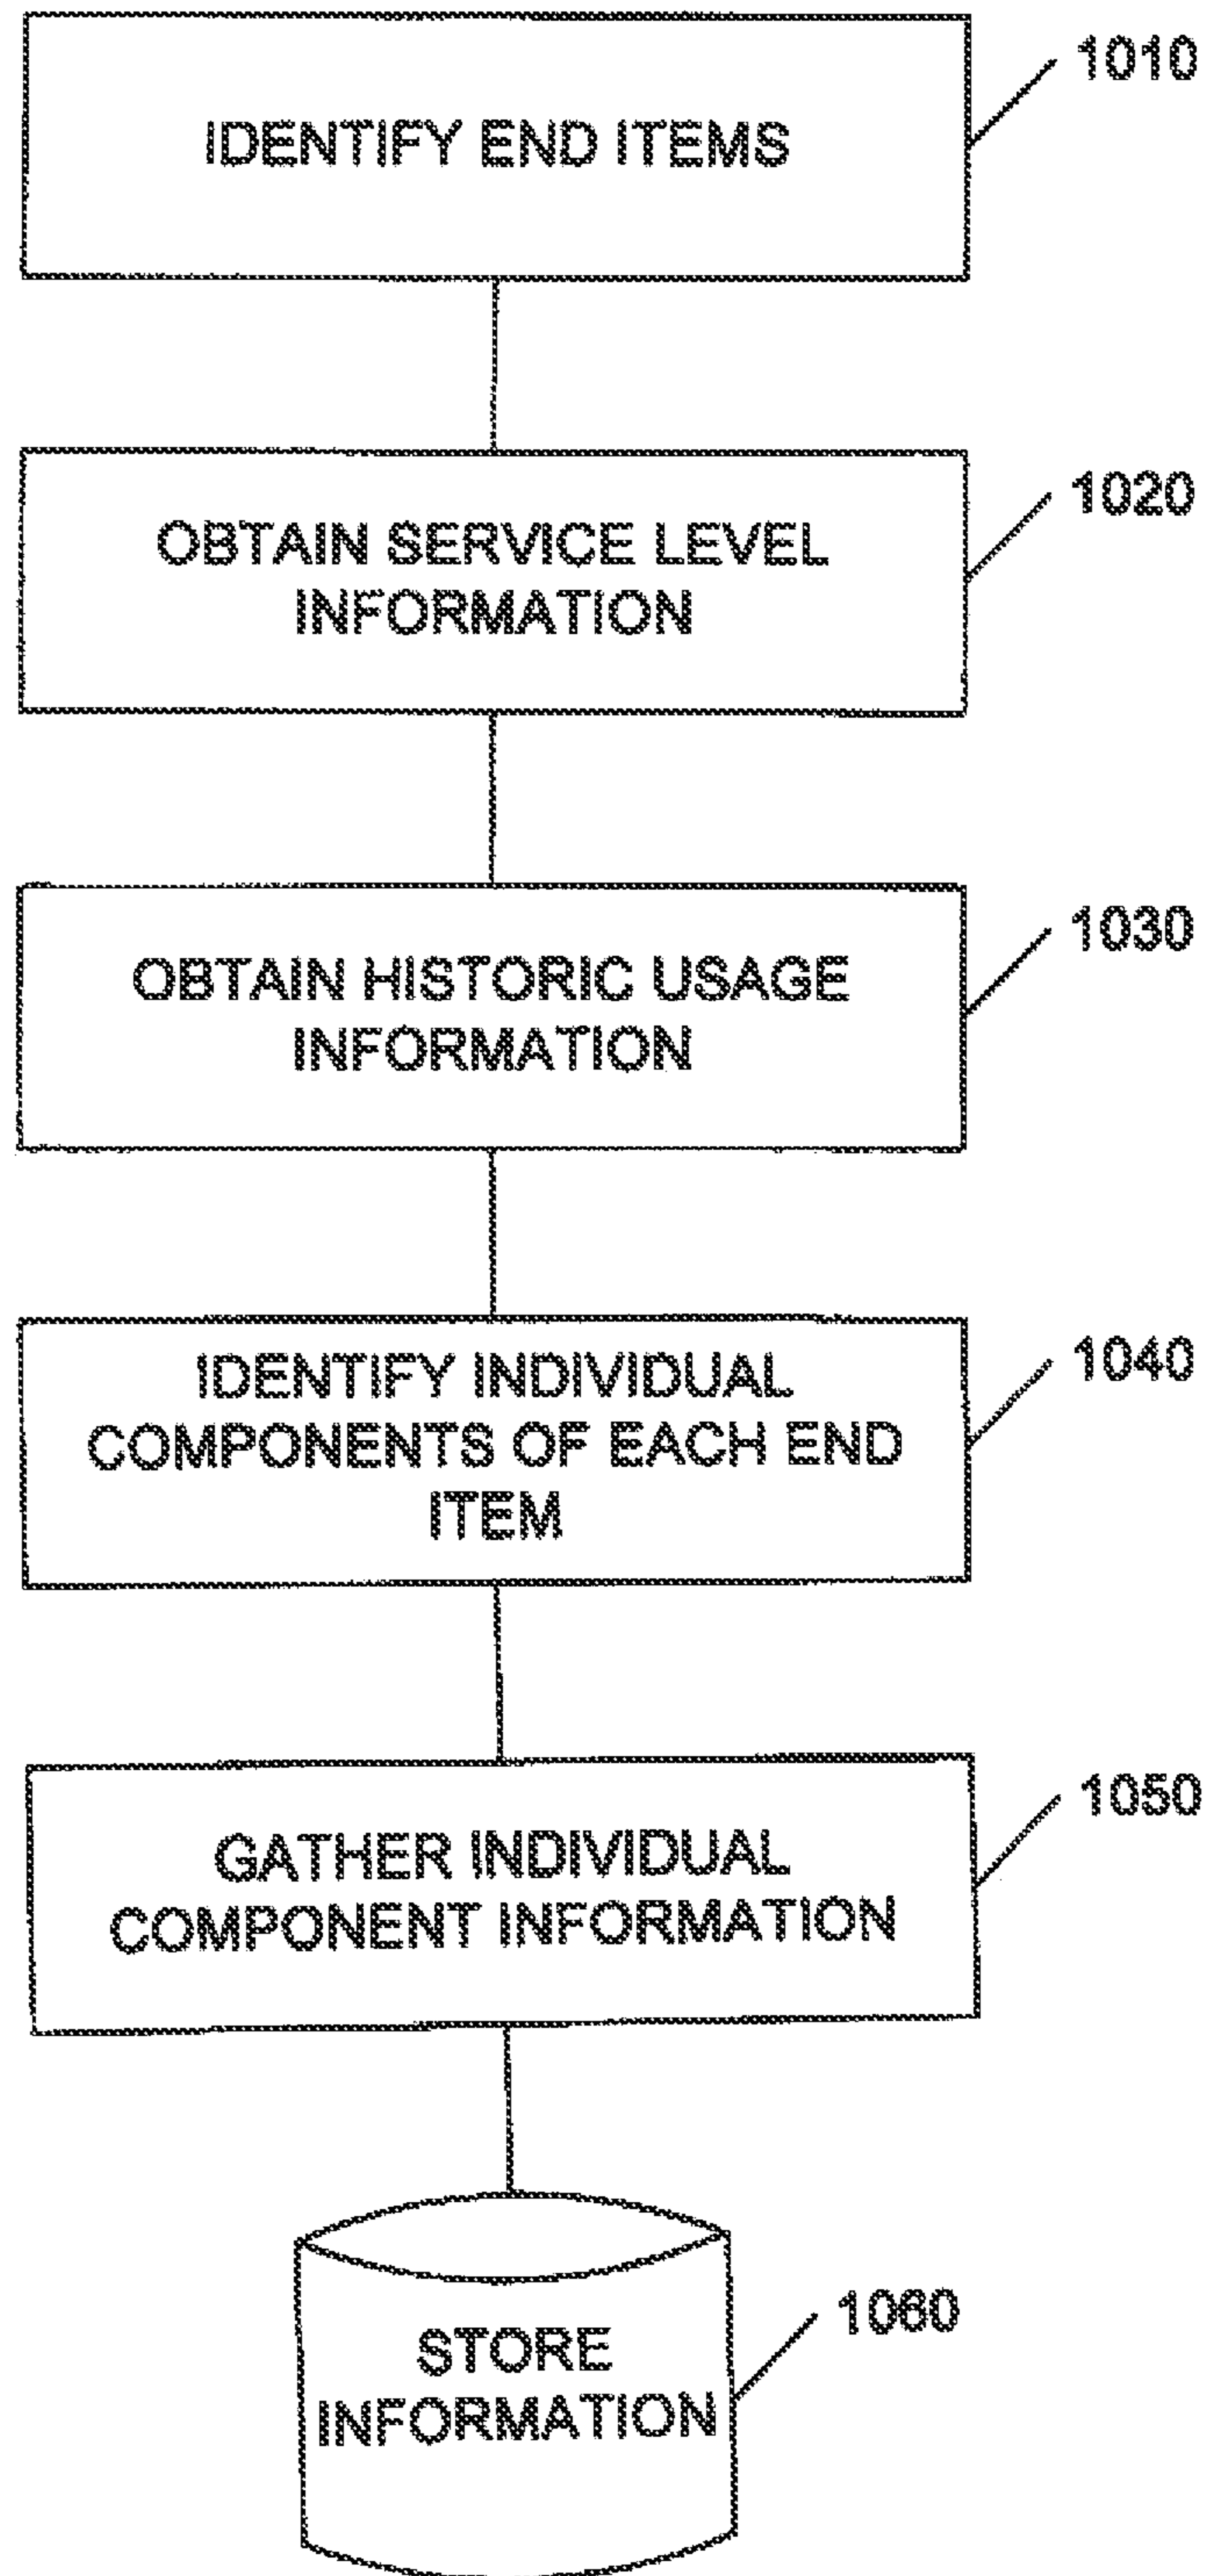 1010
IDENTIFY END ITEMS
1020
OBTAIN SERVICE LEVEL
INFORMATION
1030
OBTAIN HISTORIC USAGE
INFORMATION
1040
IDENTIFY INDIVIDUAL
COMPONENTS OF EACH END
ITEM
1050
GATHER INDIVIDUAL
COMPONENT INFORMATION
1060
STORE
INFORMATION